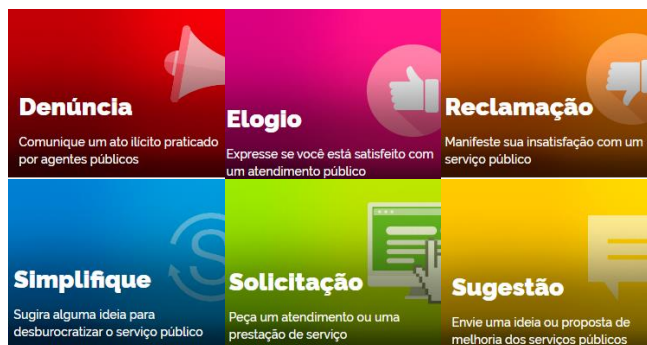 Denúncia
Comunique um ato ilícito praticado
por agentes públicos
Elogio
Expresse se você está satisfeito com
um atendimento público
Reclamação
Manifeste sua insatisfação com um
serviço público
Simplifique
Sugira alguma ideia para
desburocratizar o serviço público
Solicitação
Peça um atendimento ou uma
prestação de serviço
Sugestão
Envie uma ideia ou proposta de
melhoria dos serviços públicos